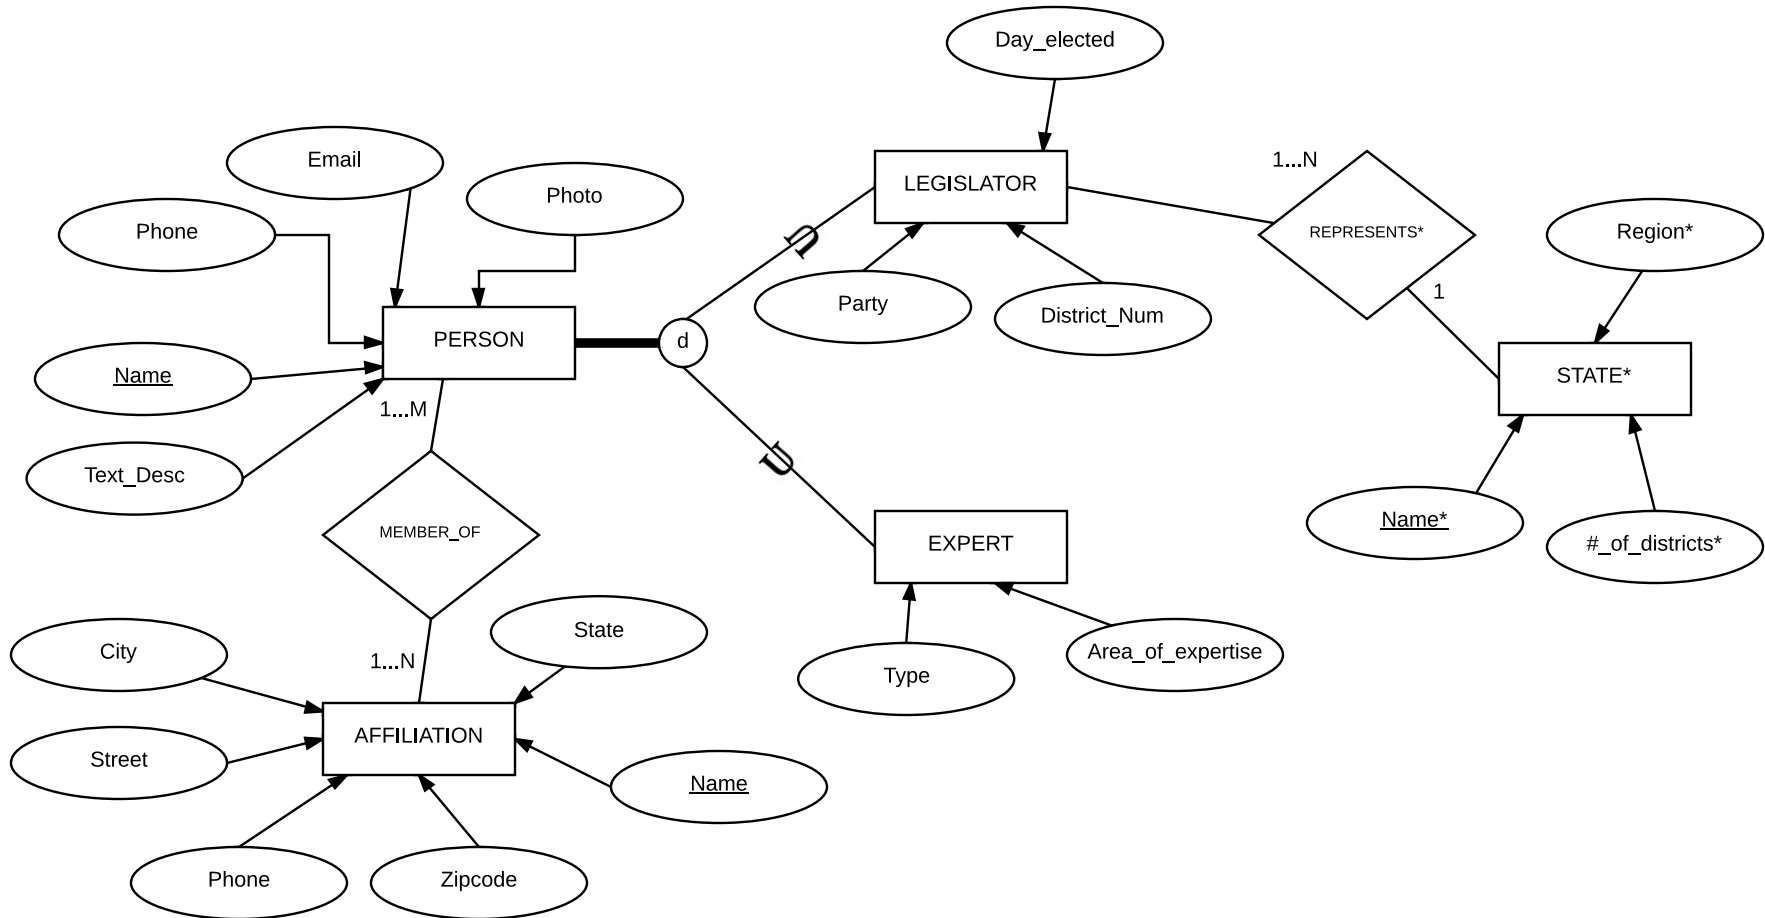 Day_elected
Email
1...N
LEGISLATOR
Photo
Phone
REPRESENTS*
Region*
U
1
Party
District_Num
PERSON
d
Name
STATE*
1...M
U
Text_Desc
Name*
MEMBER_OF
EXPERT
#_of_districts*
State
City
1...N
Area_of_expertise
Type
AFFILIATION
Street
Name
Phone
Zipcode